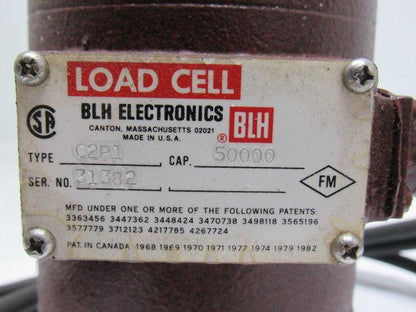 LOAD CELL
SA BLH ELECTRONICS ® BLH
CANTON, MASSACHUSETTS 02021
MADE IN U.S.A.
TYPE C2P1 CAP. 50000
SER. NO. 31382 FM
MFD UNDER ONE OR MORE OF THE FOLLOWING PATENTS
3363456 3447362 3448424 3470738 3498118 3565196
3577779 3712123 4217785 4267724
PAT. IN CANADA 1968 1969 1970 1971 1972 1974 1979 1982